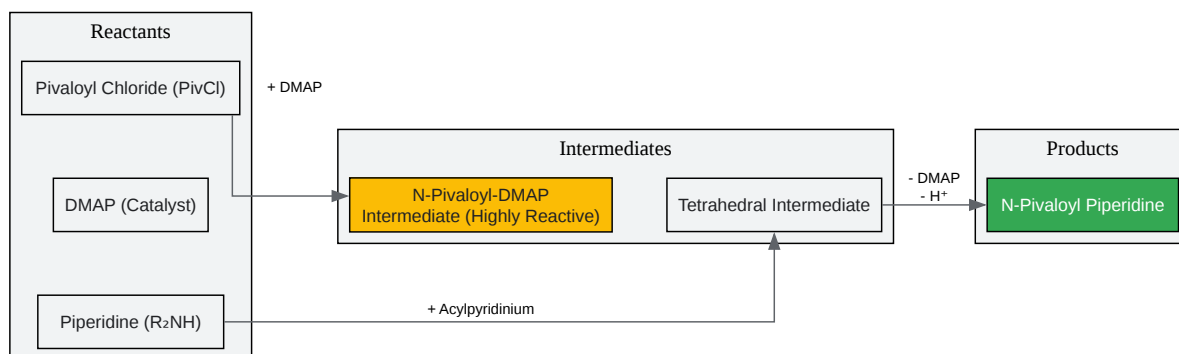 Reactants
Pivaloyl Chloride (PivCl)
+ DMAP
DMAP (Catalyst)
Piperidine (R₂NH)
+ Acylpyridinium
Intermediates
N-Pivaloyl-DMAP
Intermediate (Highly Reactive)
Tetrahedral Intermediate
- DMAP
- H⁺
Products
N-Pivaloyl Piperidine